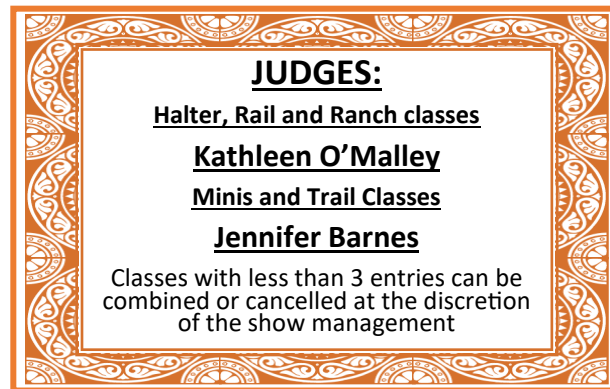 JUDGES:
Halter, Rail and Ranch classes
Kathleen O’Malley
Minis and Trail Classes
Jennifer Barnes
Classes with less than 3 entries can be
combined or cancelled at the discretion
of the show management